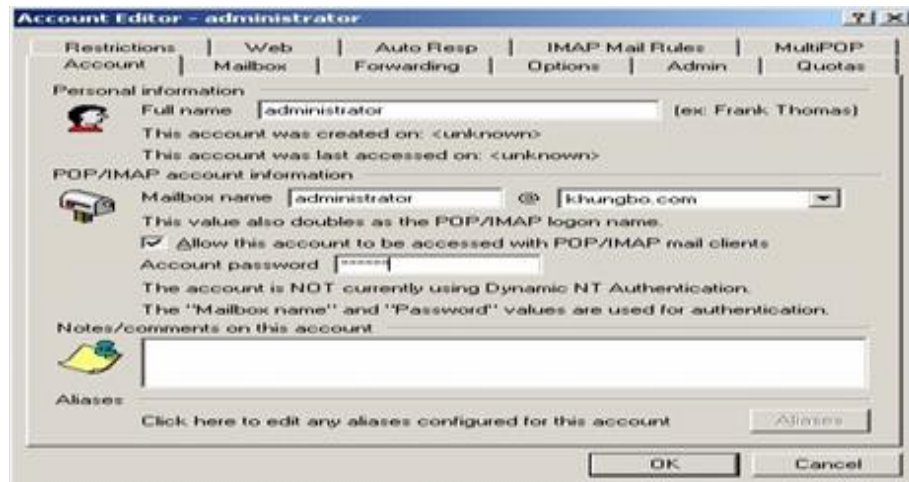 Account Editor - administrator
Restrictions Web Auto Resp IMAP Mail Rules MultiPOP
Account Mailbox Forwarding Options Admin Quotas
Personal information
Full name administrator (ex: Frank Thomas)
This account was created on: <unknown>
This account was last accessed on: <unknown>
POP/IMAP account information
Mailbox name administrator @ khungbo.com
This value also doubles as the POP/IMAP logon name.
Allow this account to be accessed with POP/IMAP mail clients
Account password ******
The account is NOT currently using Dynamic NT Authentication.
The "Mailbox name" and "Password" values are used for authentication.
Notes/comments on this account
Aliases
Click here to edit any aliases configured for this account Aliases
OK Cancel